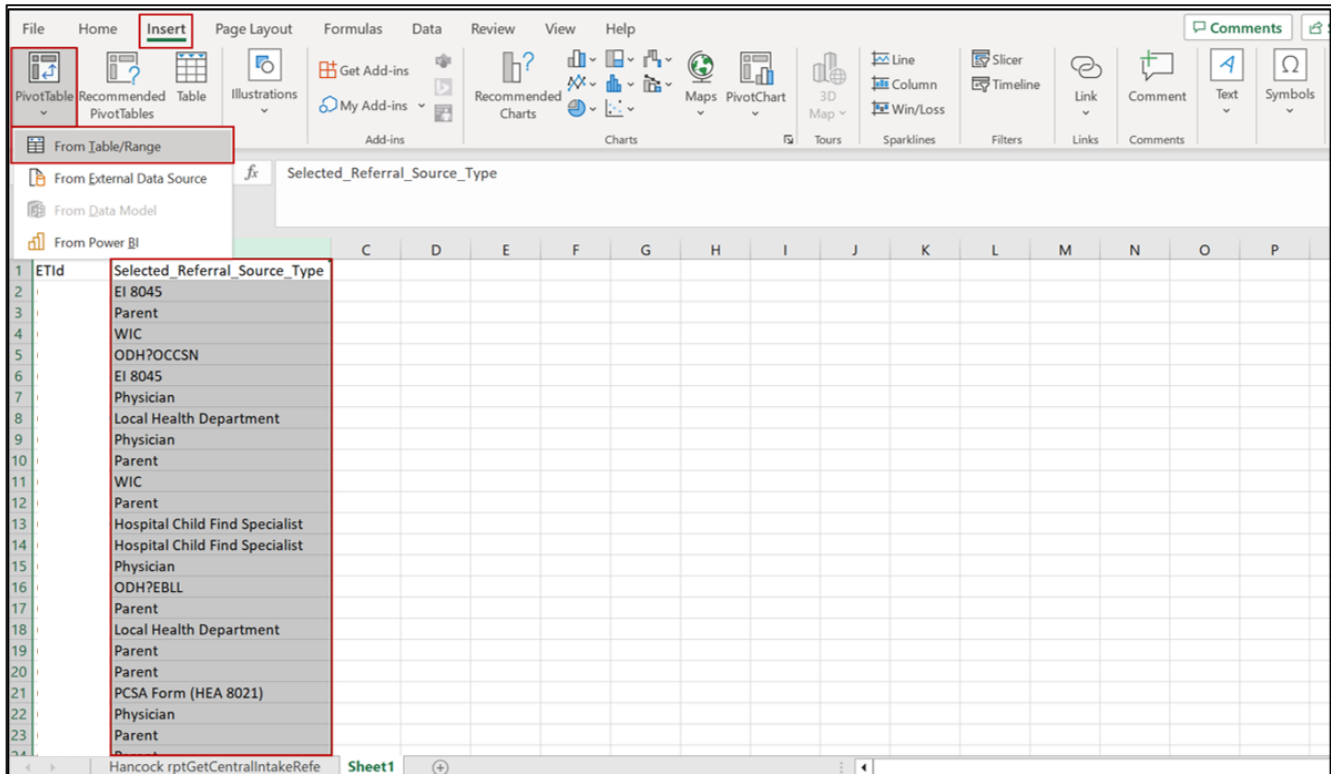 File Home Insert Page Layout Formulas Data Review View Help Comments
PivotTable Recommended PivotTables Table Illustrations Get Add-ins My Add-ins Recommended Charts Maps PivotChart 3D Map Line Column Win/Loss Slicer Timeline Link Comment Text Symbols
Add-ins Charts Tours Sparklines Filters Links Comments
From Table/Range
From External Data Source
From Data Model
From Power BI
fx Selected_Referral_Source_Type
C D E F G H I J K L M N O P
1 ETId Selected_Referral_Source_Type
2 EI 8045
3 Parent
4 WIC
5 ODH?OCCSN
6 EI 8045
7 Physician
8 Local Health Department
9 Physician
10 Parent
11 WIC
12 Parent
13 Hospital Child Find Specialist
14 Hospital Child Find Specialist
15 Physician
16 ODH?EBLL
17 Parent
18 Local Health Department
19 Parent
20 Parent
21 PCSA Form (HEA 8021)
22 Physician
23 Parent
Hancock rptGetCentralIntakeRefe Sheet1